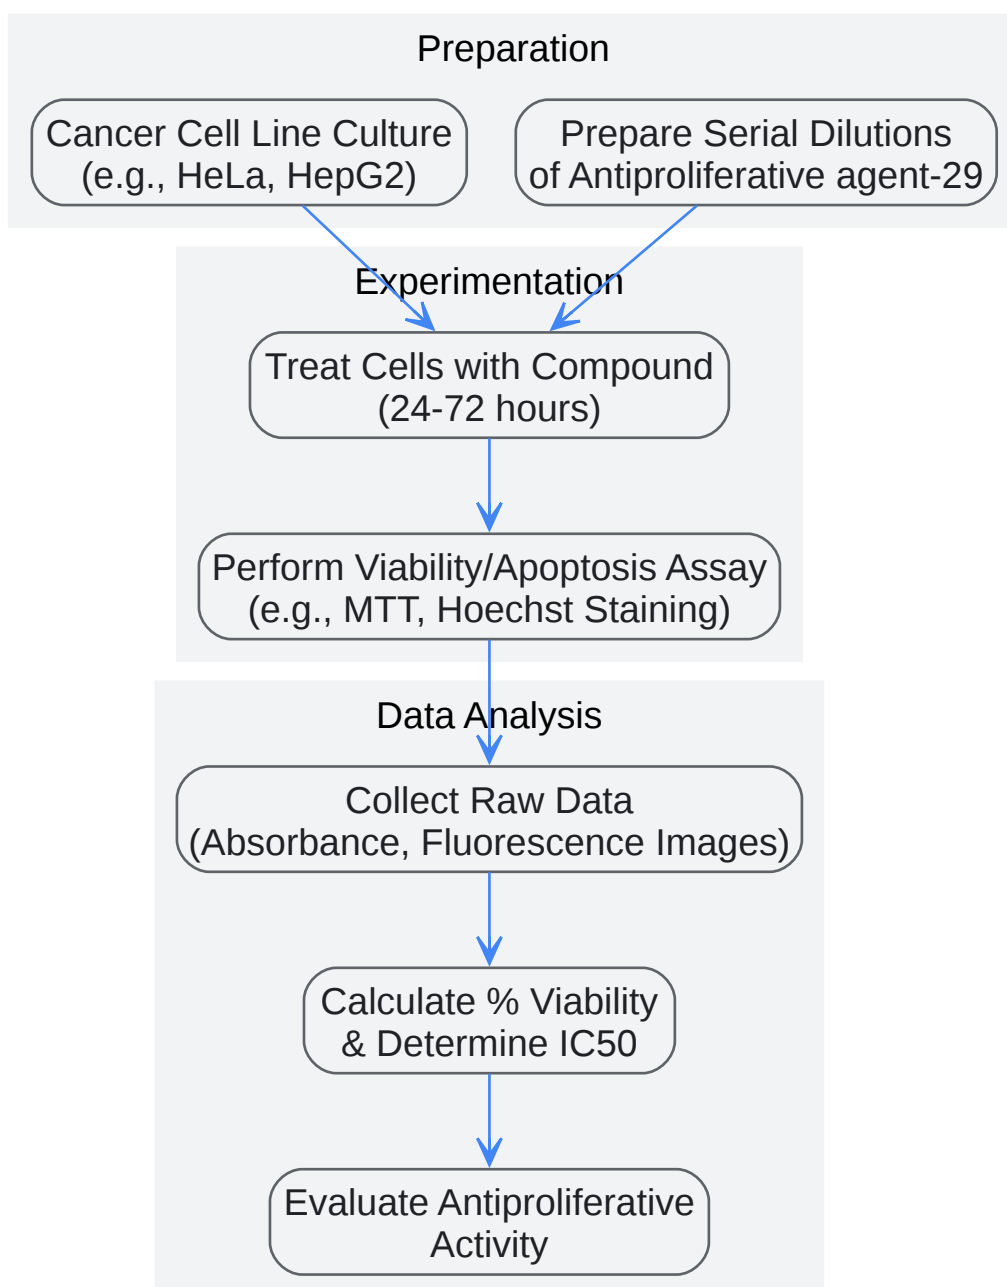 Preparation
Cancer Cell Line Culture
(e.g., HeLa, HepG2)
Prepare Serial Dilutions
of Antiproliferative agent-29
Experimentation
Treat Cells with Compound
(24-72 hours)
Perform Viability/Apoptosis Assay
(e.g., MTT, Hoechst Staining)
Data Analysis
Collect Raw Data
(Absorbance, Fluorescence Images)
Calculate % Viability
& Determine IC50
Evaluate Antiproliferative
Activity